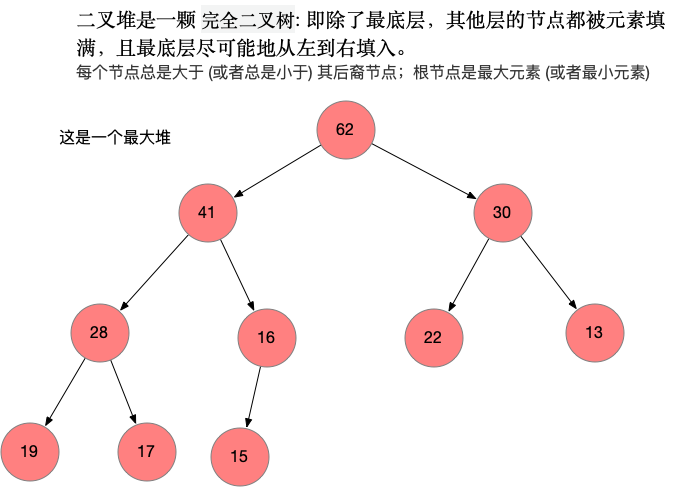 二叉堆是一颗 完全二叉树: 即除了最底层，其他层的节点都被元素填
满，且最底层尽可能地从左到右填入。
每个节点总是大于 (或者总是小于) 其后裔节点；根节点是最大元素 (或者最小元素)
这是一个最大堆
62
41
30
28
16
22
13
19
17
15